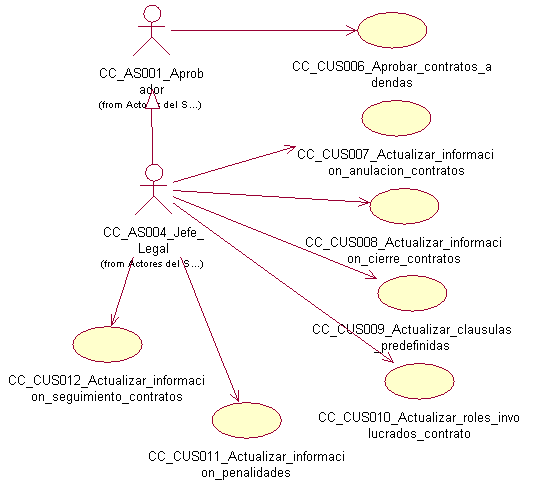 CC_CUS006_Aprobar_contratos_a
dendas
CC_AS001_Aprob
ador
(from Actores del S...)
CC_CUS007_Actualizar_informaci
on_anulacion_contratos
CC_AS004_Jefe_
Legal
(from Actores del S...)
CC_CUS008_Actualizar_informaci
on_cierre_contratos
CC_CUS009_Actualizar_clausulas
_predefinidas
CC_CUS012_Actualizar_informaci
on_seguimiento_contratos
CC_CUS010_Actualizar_roles_invo
lucrados_contrato
CC_CUS011_Actualizar_informaci
on_penalidades